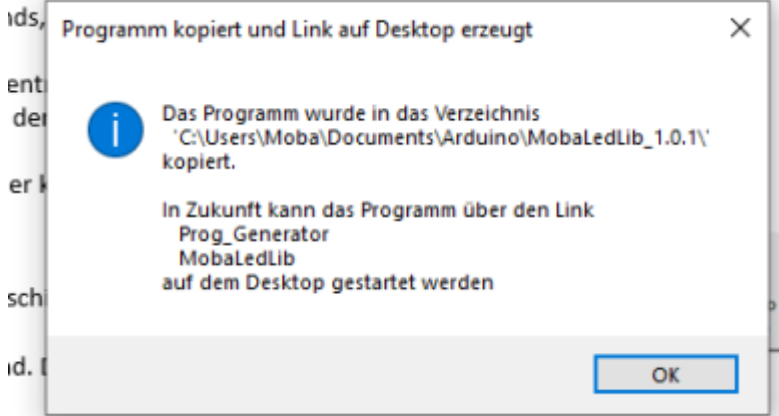 Programm kopiert und Link auf Desktop erzeugt
Das Programm wurde in das Verzeichnis
'C:\Users\Moba\Documents\Arduino\MobaLedLib_1.0.1\'
kopiert.
In Zukunft kann das Programm über den Link
Prog_Generator
MobaLedLib
auf dem Desktop gestartet werden
OK